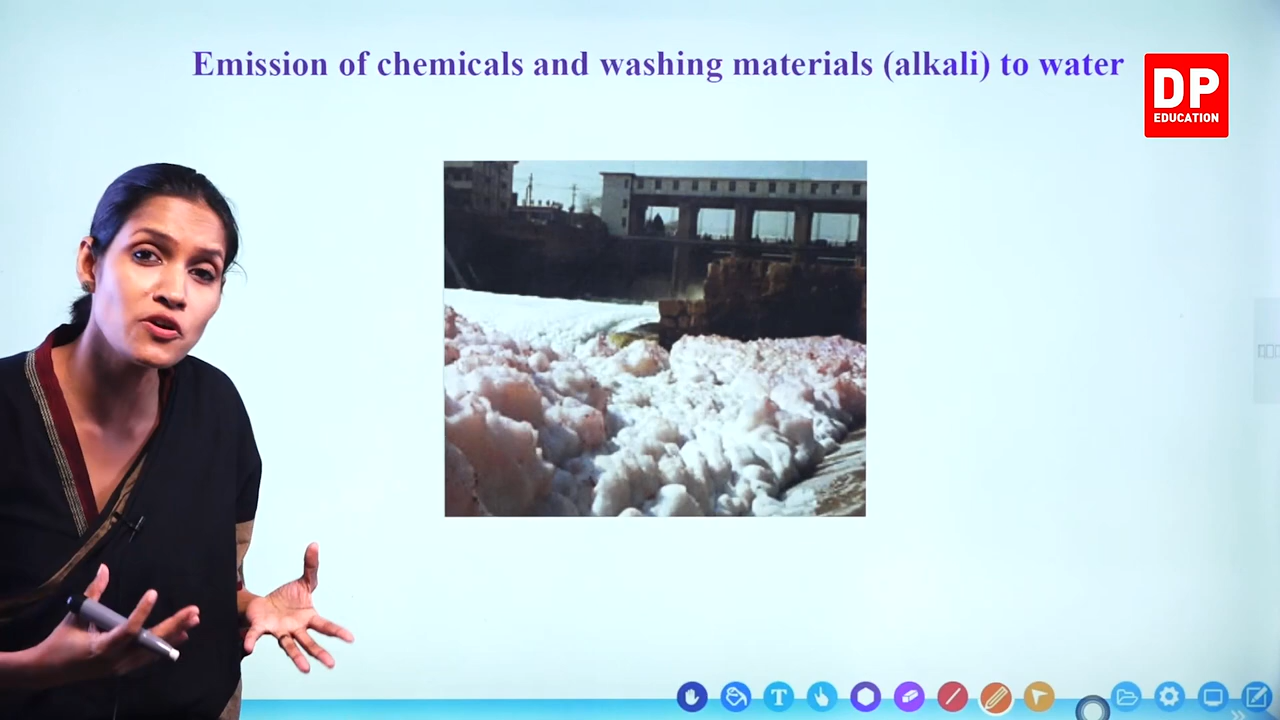 Emission of chemicals and washing materials (alkali) to water
DP
EDUCATION
T